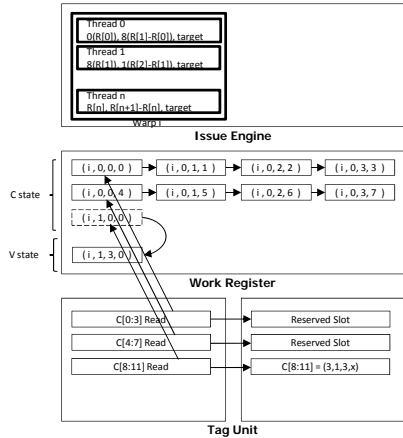 Thread 0
0(R[0]), 8(R[1]-R[0]), target
Thread 1
8(R[1]), 1(R[2]-R[1]), target
Thread n
R[n], R[n+1]-R[n], target
Warp i
Issue Engine
C state
( i , 0, 0, 0 )
( i , 0, 1, 1 )
( i , 0, 2, 2 )
( i , 0, 3, 3 )
( i , 0, 0, 4 )
( i , 0, 1, 5 )
( i , 0, 2, 6 )
( i , 0, 3, 7 )
( i , 1, 0, 0 )
V state
( i , 1, 3, 0 )
Work Register
C[0:3] Read
Reserved Slot
C[4:7] Read
Reserved Slot
C[8:11] Read
C[8:11] = (3,1,3,x)
Tag Unit